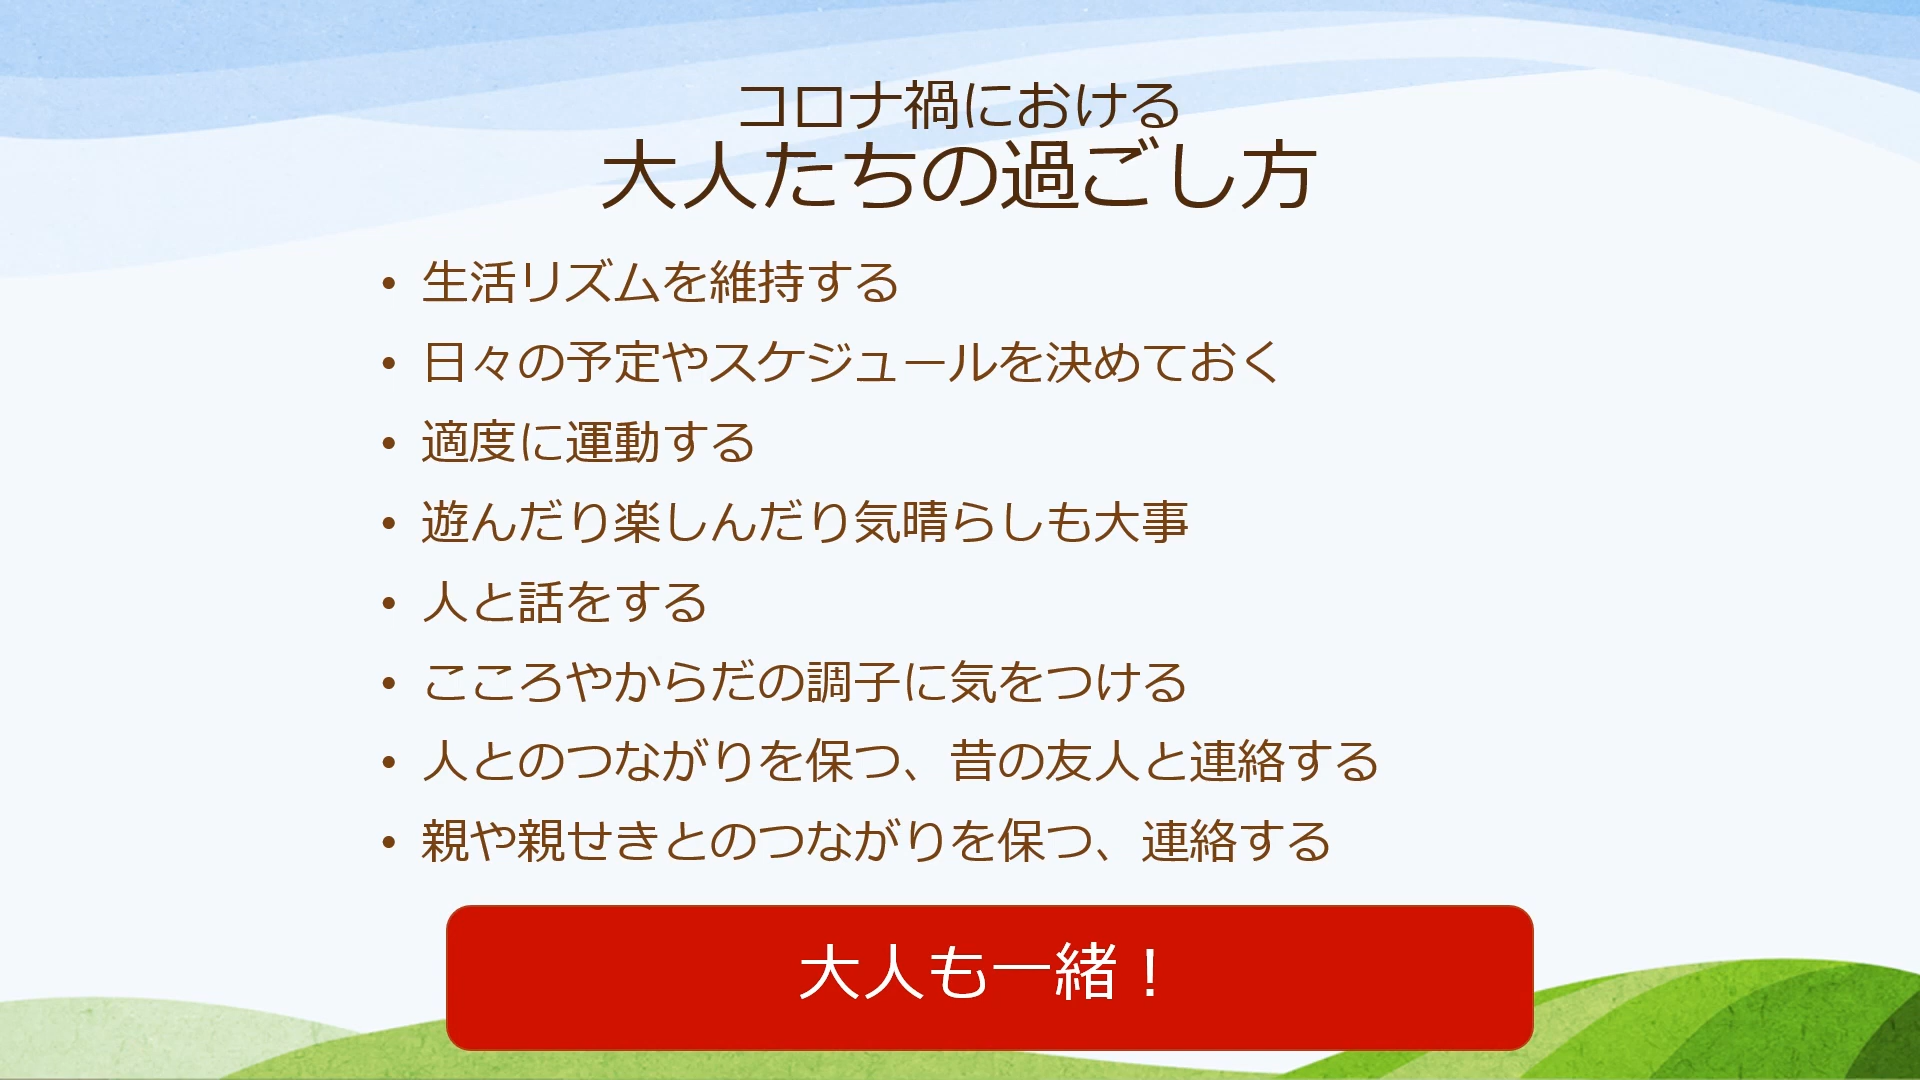 コロナ禍における
大人たちの過ごし方
• 生活リズムを維持する
• 日々の予定やスケジュールを決めておく
• 適度に運動する
• 遊んだり楽しんだり気晴らしも大事
• 人と話をする
• こころやからだの調子に気をつける
• 人とのつながりを保つ、昔の友人と連絡する
• 親や親せきとのつながりを保つ、連絡する
大人も一緒！